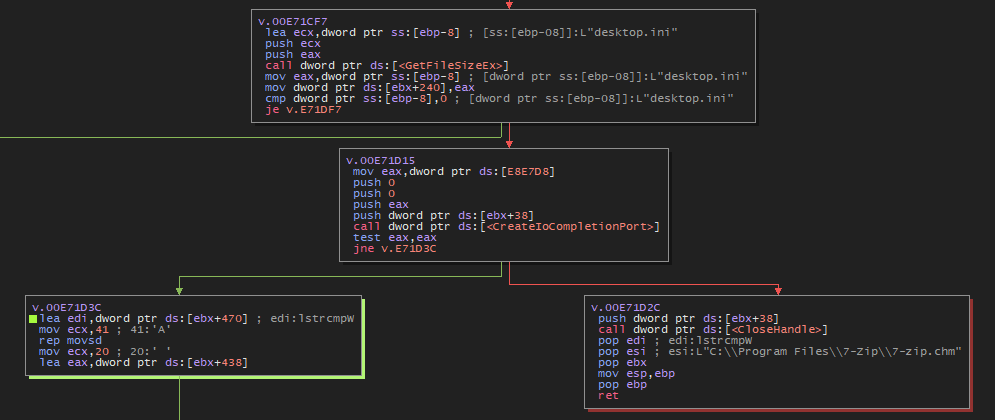 v.00E71CF7
lea ecx,dword ptr ss:[ebp-8] ; [ss:[ebp-08]]:L"desktop.ini"
push ecx
push eax
call dword ptr ds:[<GetFileSizeEx>]
mov eax,dword ptr ss:[ebp-8] ; [dword ptr ss:[ebp-08]]:L"desktop.ini"
mov dword ptr ds:[ebx+240],eax
cmp dword ptr ss:[ebp-8],0 ; [dword ptr ss:[ebp-08]]:L"desktop.ini"
je v.E71DF7
v.00E71D15
mov eax,dword ptr ds:[E8E7D8]
push 0
push 0
push eax
push dword ptr ds:[ebx+38]
call dword ptr ds:[<CreateIoCompletionPort>]
test eax,eax
jne v.E71D3C
v.00E71D3C
lea edi,dword ptr ds:[ebx+470] ; edi:lstrcmpW
mov ecx,41 ; 41:'A'
rep movsd
mov ecx,20 ; 20:' '
lea eax,dword ptr ds:[ebx+438]
v.00E71D2C
push dword ptr ds:[ebx+38]
call dword ptr ds:[<CloseHandle>]
pop edi ; edi:lstrcmpW
pop esi ; esi:L"C:\\Program Files\\7-Zip\\7-zip.chm"
pop ebx
mov esp,ebp
pop ebp
ret